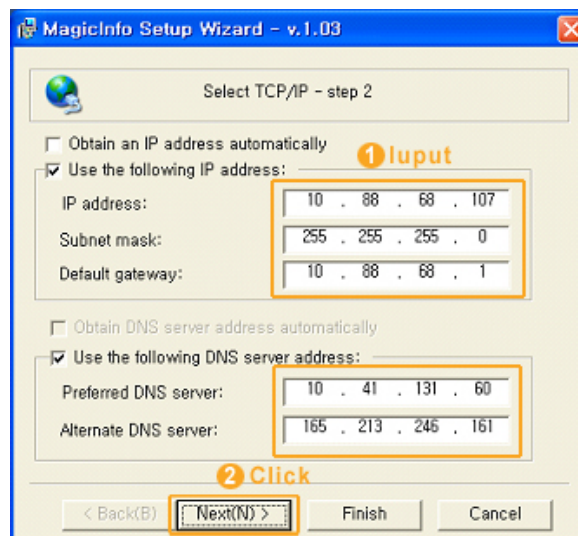 MagicInfo Setup Wizard - v.1.03
Select TCP/IP - step 2
Obtain an IP address automatically
1 Iuput
Use the following IP address:
IP address: 10 . 88 . 68 . 107
Subnet mask: 255 . 255 . 255 . 0
Default gateway: 10 . 88 . 68 . 1
Obtain DNS server address automatically
Use the following DNS server address:
Preferred DNS server: 10 . 41 . 131 . 60
Alternate DNS server: 165 . 213 . 246 . 161
2 Click
< Back(B) Next(N) > Finish Cancel